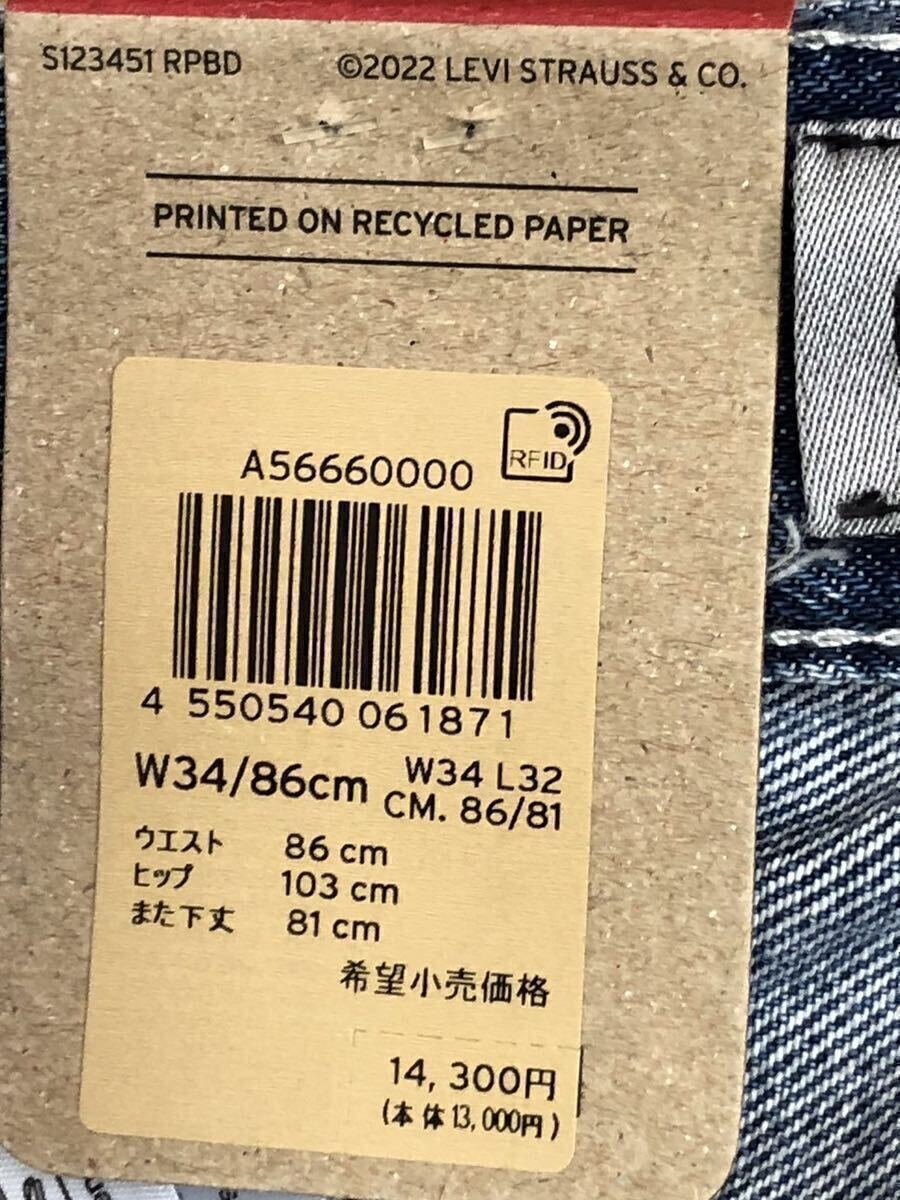 S123451 RPBD ©2022 LEVI STRAUSS & CO.
PRINTED ON RECYCLED PAPER
RFID
A56660000
4 550540 061871
W34/86cm W34 L32
CM. 86/81
ウエスト 86 cm
ヒップ 103 cm
また下丈 81 cm
希望小売価格
14,300円
(本体13,000円)